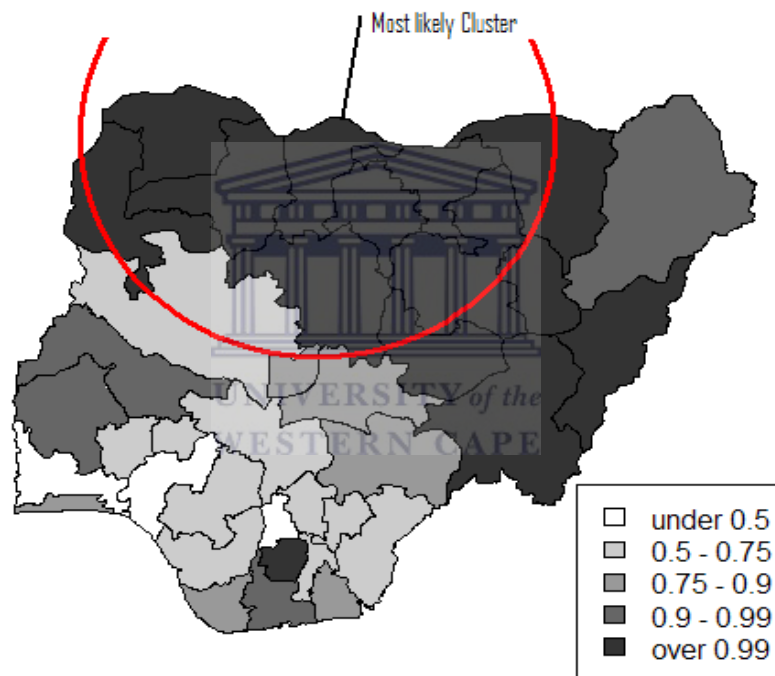 Most likely Cluster
UNIVERSITY of the
WESTERN CAPE
under 0.5
0.5 - 0.75
0.75 - 0.9
0.9 - 0.99
over 0.99